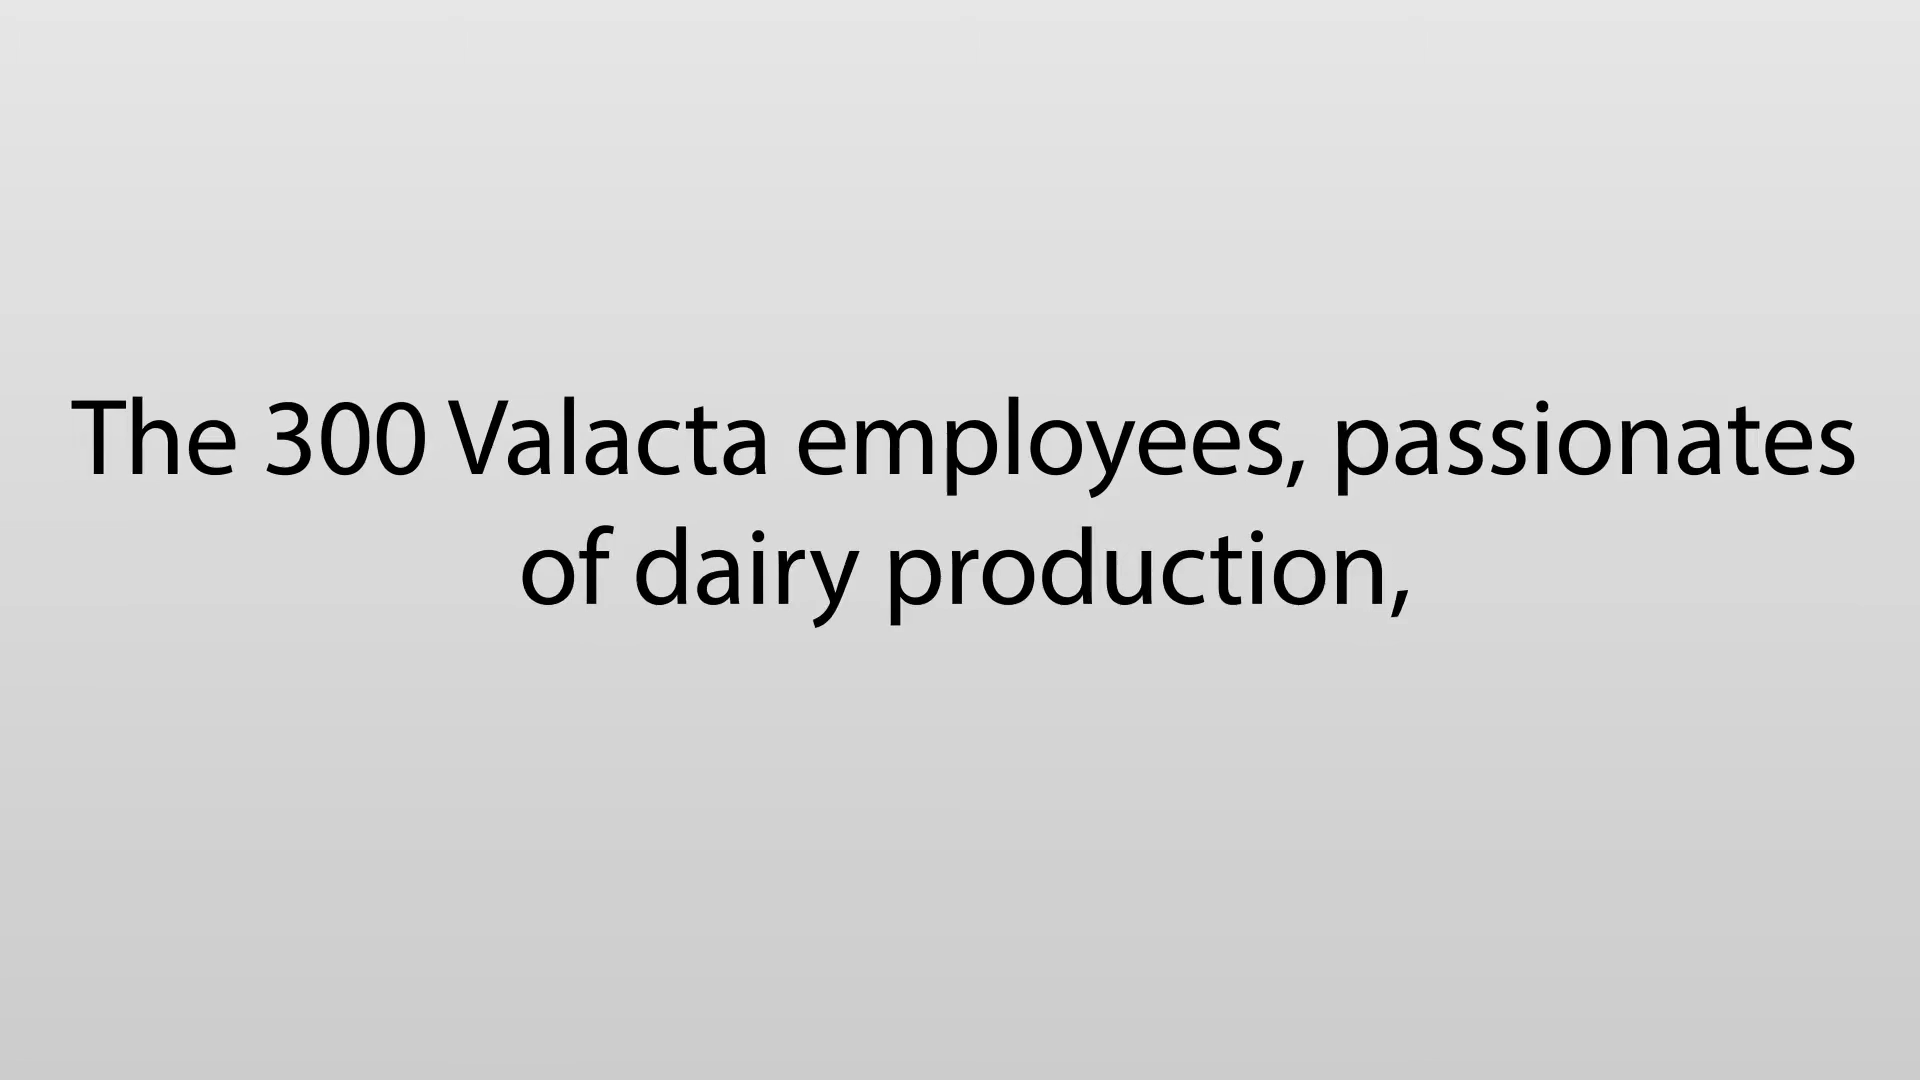 The 300 Valacta employees, passionates
of dairy production,